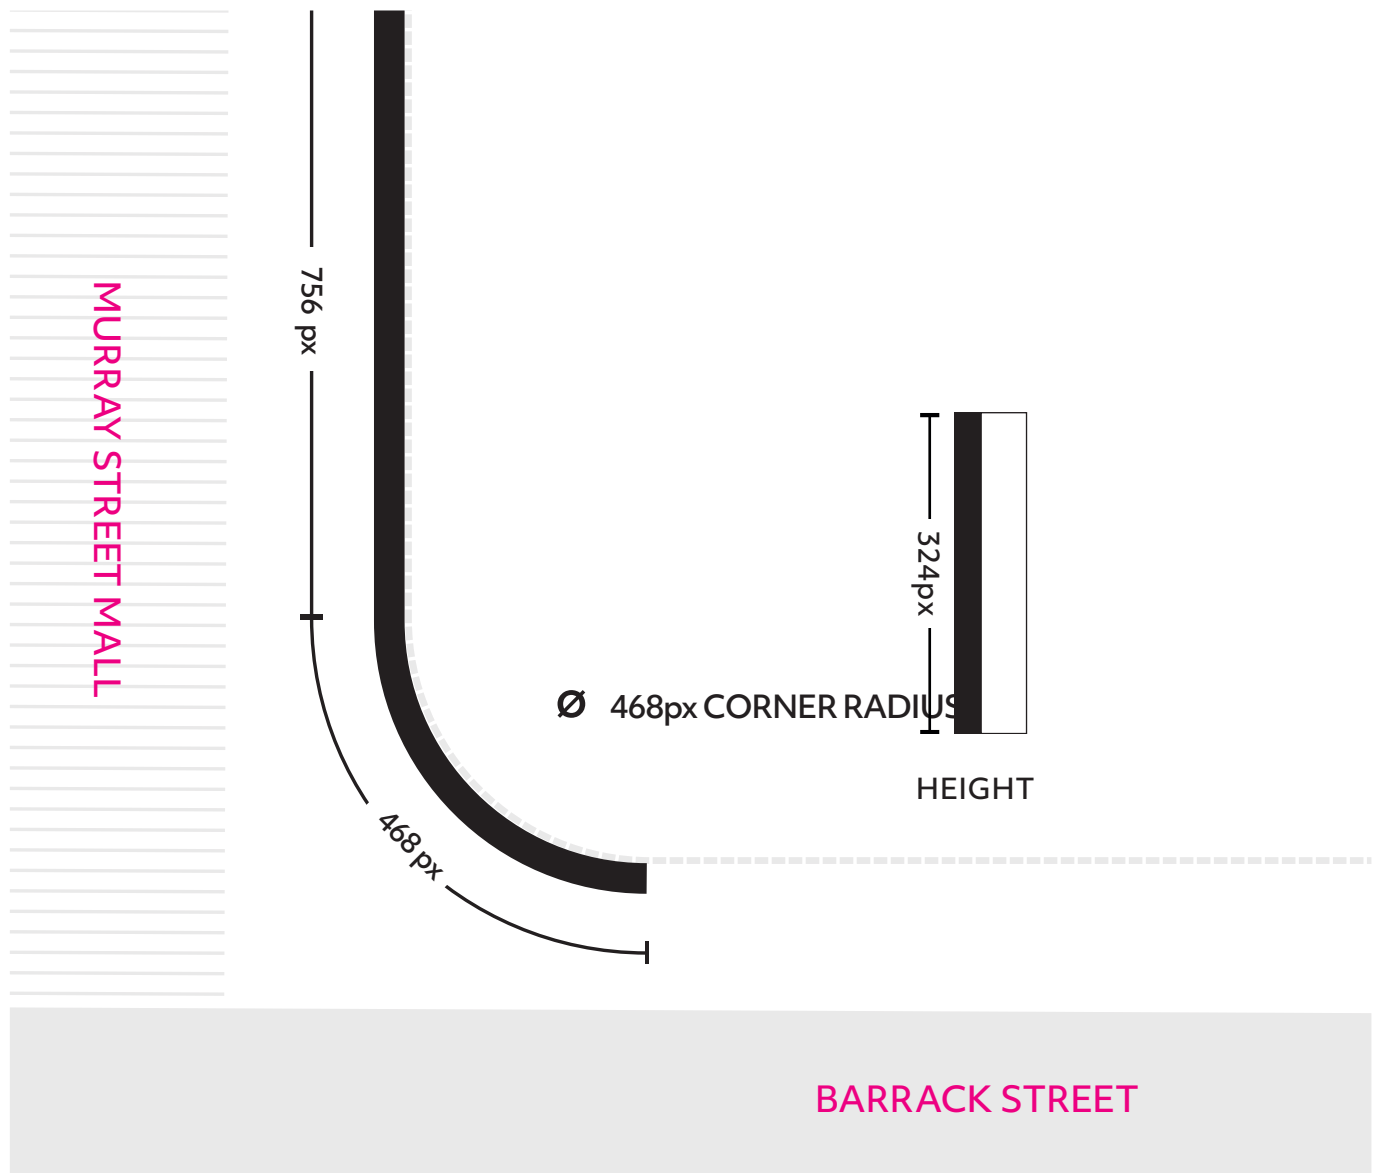 756 px
MURRAY STREET MALL
324px
Ø 468px CORNER RADIUS
HEIGHT
468 px
BARRACK STREET